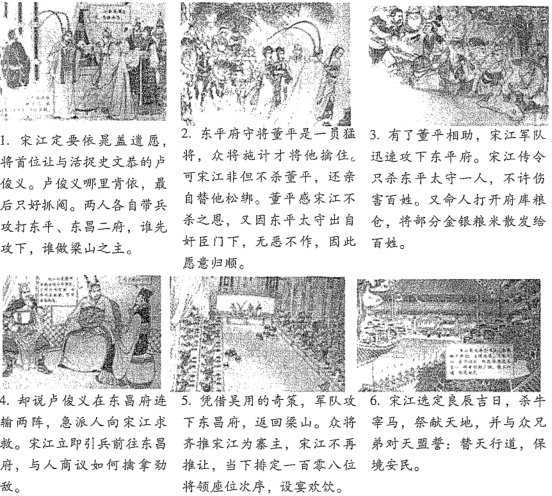 1. 宋江定要依晁盖遗愿,
将首位让与活捉史文恭的卢
俊义。卢俊义哪里肯依，最
后只好抓阄。两人各自带兵
攻打东平、东昌二府，谁先
攻下，谁做梁山之主。
2. 东平府守将董平是一员猛
将，众将施计才将他擒住。
可宋江非但不杀董平，还亲
自替他松绑。董平感宋江不
杀之恩，又因东平太守出自
奸臣门下，无恶不作，因此
愿意归顺。
3. 有了董平相助，宋江军队
迅速攻下东平府。宋江传令
只杀东平太守一人，不许伤
害百姓。又命人打开府库粮
仓，将部分金银粮米散发给
百姓。
4. 却说卢俊义在东昌府连
输两阵，急派人向宋江求
救。宋江立即引兵前往东昌
府，与人商议如何擒拿劲
敌。
5. 凭借吴用的奇策，军队攻
下东昌府，返回梁山。众将
齐推宋江为寨主，宋江不再
推让，当下排定一百零八位
将领座位次序，设宴欢饮。
6. 宋江选定良辰吉日，杀牛
宰马，祭献天地，并与众兄
弟对天盟誓：替天行道，保
境安民。